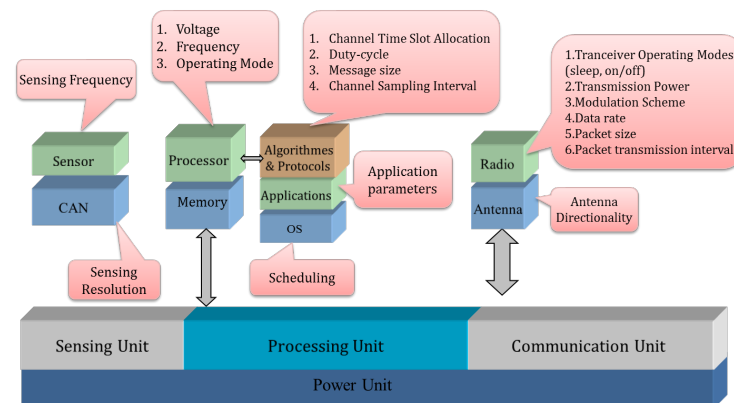 1. Voltage
2. Frequency
3. Operating Mode
1. Channel Time Slot Allocation
2. Duty-cycle
3. Message size
4. Channel Sampling Interval
1.Tranceiver Operating Modes
(sleep, on/off)
2.Transmission Power
3.Modulation Scheme
4.Data rate
5.Packet size
6.Packet transmission interval
Sensing Frequency
Sensor
CAN
Processor
Memory
Algorithmes
& Protocols
Applications
OS
Application
parameters
Radio
Antenna
Antenna
Directionality
Sensing
Resolution
Scheduling
Sensing Unit
Processing Unit
Communication Unit
Power Unit